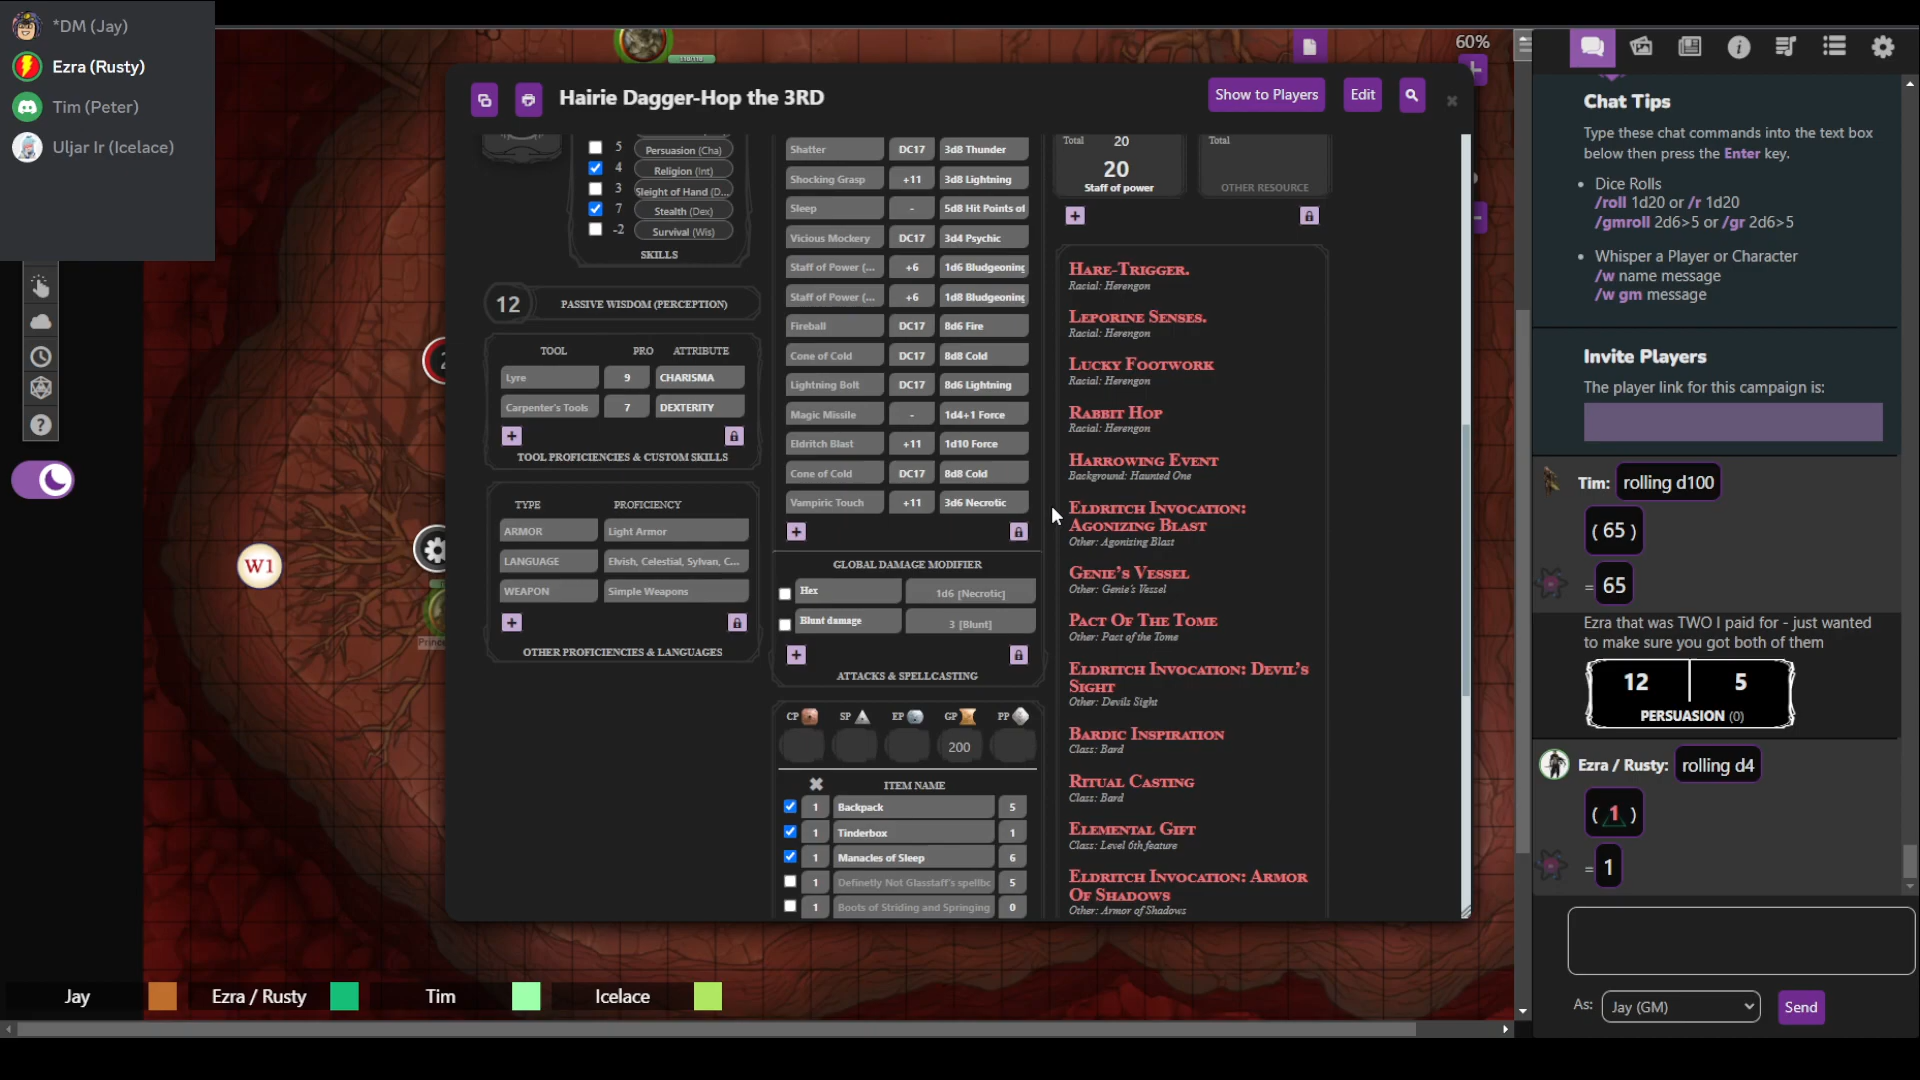 *DM (Jay)
Ezra (Rusty)
Tim (Peter)
Uljar Ir (Icelace)
60%
Hairie Dagger-Hop the 3RD
Show to Players
Edit
5 Persuasion (Cha)
4 Religion (Int)
3 Sleight of Hand (D...
7 Stealth (Dex)
-2 Survival (Wis)
SKILLS
12 PASSIVE WISDOM (PERCEPTION)
TOOL PRO ATTRIBUTE
Lyre 9 CHARISMA
Carpenter's Tools 7 DEXTERITY
TOOL PROFICIENCIES & CUSTOM SKILLS
TYPE PROFICIENCY
ARMOR Light Armor
LANGUAGE Elvish, Celestial, Sylvan, C...
WEAPON Simple Weapons
OTHER PROFICIENCIES & LANGUAGES
Shatter DC17 3d8 Thunder
Shocking Grasp +11 3d8 Lightning
Sleep - 5d8 Hit Points of
Vicious Mockery DC17 3d4 Psychic
Staff of Power (... +6 1d6 Bludgeoning
Staff of Power (... +6 1d8 Bludgeoning
Fireball DC17 8d6 Fire
Cone of Cold DC17 8d8 Cold
Lightning Bolt DC17 8d6 Lightning
Magic Missile - 1d4+1 Force
Eldritch Blast +11 1d10 Force
Cone of Cold DC17 8d8 Cold
Vampiric Touch +11 3d6 Necrotic
GLOBAL DAMAGE MODIFIER
Hex 1d6 [Necrotic]
Blunt damage 3 [Blunt]
ATTACKS & SPELLCASTING
CP SP EP GP PP
200
ITEM NAME
1 Backpack 5
1 Tinderbox 1
1 Manacles of Sleep 6
1 Definetly Not Glasstaff's spellbo 5
1 Boots of Striding and Springing 0
Total 20
20
Staff of power
Total
OTHER RESOURCE
HARE-TRIGGER.
Racial: Herengon
LEPORINE SENSES.
Racial: Herengon
LUCKY FOOTWORK
Racial: Herengon
RABBIT HOP
Racial: Herengon
HARROWING EVENT
Background: Haunted One
ELDRITCH INVOCATION:
AGONIZING BLAST
Other: Agonizing Blast
GENIE'S VESSEL
Other: Genie's Vessel
PACT OF THE TOME
Other: Pact of the Tome
ELDRITCH INVOCATION: DEVIL'S
SIGHT
Other: Devils Sight
BARDIC INSPIRATION
Class: Bard
RITUAL CASTING
Class: Bard
ELEMENTAL GIFT
Class: Level 6th feature
ELDRITCH INVOCATION: ARMOR
OF SHADOWS
Other: Armor of Shadows
W1
Jay
Ezra / Rusty
Tim
Icelace
Chat Tips
Type these chat commands into the text box
below then press the Enter key.
• Dice Rolls
/roll 1d20 or /r 1d20
/gmroll 2d6>5 or /gr 2d6>5
• Whisper a Player or Character
/w name message
/w gm message
Invite Players
The player link for this campaign is:
Tim: rolling d100
( 65 )
= 65
Ezra that was TWO I paid for - just wanted
to make sure you got both of them
12 5
PERSUASION (0)
Ezra / Rusty: rolling d4
( 1 )
= 1
As: Jay (GM)
Send